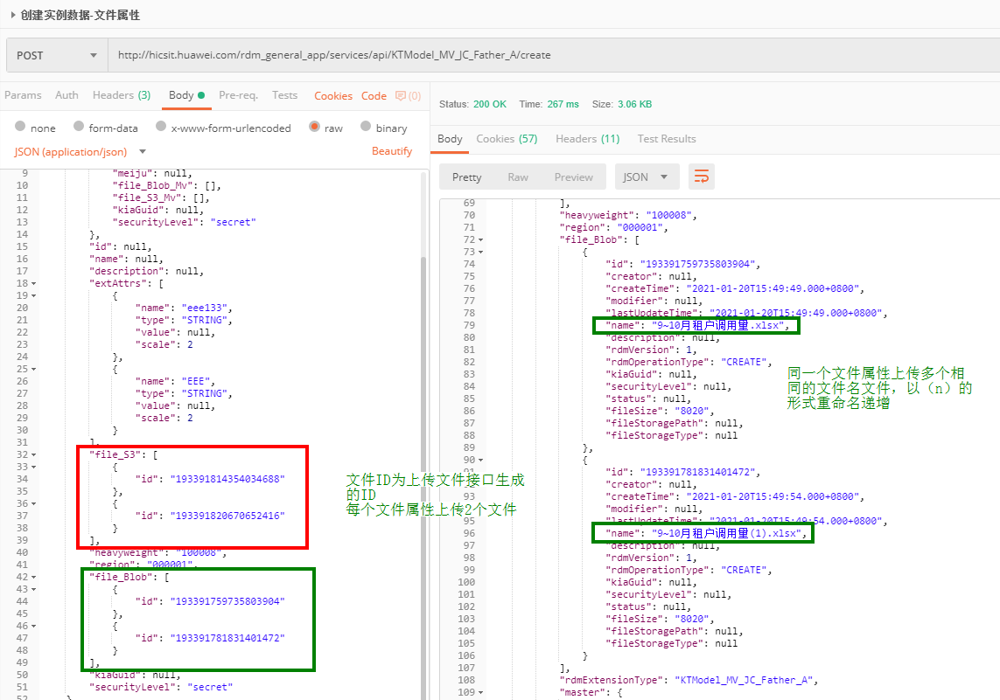 创建实例数据-文件属性
POST
http://hicsit.huawei.com/rdm_general_app/services/api/KTModel_MV_JC_Father_A/create
Params Auth Headers (3) Body Pre-req. Tests Cookies Code (0)
none form-data x-www-form-urlencoded raw binary
JSON (application/json) Beautify
9 "meiju": null,
10 "file_Blob_Mv": [],
11 "file_S3_Mv": [],
12 "kiaGuid": null,
13 "securityLevel": "secret"
14 },
15 "id": null,
16 "name": null,
17 "description": null,
18 "extAttrs": [
19 {
20 "name": "eee133",
21 "type": "STRING",
22 "value": null,
23 "scale": 2
24 },
25 {
26 "name": "EEE",
27 "type": "STRING",
28 "value": null,
29 "scale": 2
30 }
31 ],
32 "file_S3": [
33 {
34 "id": "193391814354034688"
35 },
36 {
37 "id": "193391820670652416"
38 }
39 ],
40 "heavyweight": "100008",
41 "region": "000001",
42 "file_Blob": [
43 {
44 "id": "193391759735803904"
45 },
46 {
47 "id": "193391781831401472"
48 }
49 ],
50 "kiaGuid": null,
51 "securityLevel": "secret"
52 }
文件ID为上传文件接口生成
的ID
每个文件属性上传2个文件
Status: 200 OK Time: 267 ms Size: 3.06 KB
Body Cookies (57) Headers (11) Test Results
Pretty Raw Preview JSON
69 ],
70 "heavyweight": "100008",
71 "region": "000001",
72 "file_Blob": [
73 {
74 "id": "193391759735803904",
75 "creator": null,
76 "createTime": "2021-01-20T15:49:49.000+0800",
77 "modifier": null,
78 "lastUpdateTime": "2021-01-20T15:49:49.000+0800",
79 "name": "9~10月租户调用量.xlsx",
80 "description": null,
81 "rdmVersion": 1,
82 "rdmOperationType": "CREATE",
83 "kiaGuid": null,
84 "securityLevel": null,
85 "status": null,
86 "fileSize": "8020",
87 "fileStoragePath": null,
88 "fileStorageType": null
89 },
90 {
91 "id": "193391781831401472",
92 "creator": null,
93 "createTime": "2021-01-20T15:49:54.000+0800",
94 "modifier": null,
95 "lastUpdateTime": "2021-01-20T15:49:54.000+0800",
96 "name": "9~10月租户调用量(1).xlsx",
97 "description": null,
98 "rdmVersion": 1,
99 "rdmOperationType": "CREATE",
100 "kiaGuid": null,
101 "securityLevel": null,
102 "status": null,
103 "fileSize": "8020",
104 "fileStoragePath": null,
105 "fileStorageType": null
106 }
107 ],
108 "rdmExtensionType": "KTModel_MV_JC_Father_A",
109 "master": {
同一个文件属性上传多个相
同的文件名文件，以（n）的
形式重命名递增